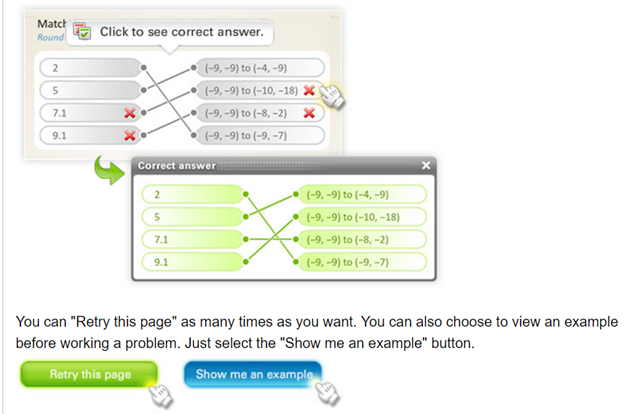 Match
Click to see correct answer.
Round
2 (−9, −9) to (−4, −9)
5 (−9, −9) to (−10, −18)
7.1 (−9, −9) to (−8, −2)
9.1 (−9, −9) to (−9, −7)
Correct answer
2 (−9, −9) to (−4, −9)
5 (−9, −9) to (−10, −18)
7.1 (−9, −9) to (−8, −2)
9.1 (−9, −9) to (−9, −7)
You can "Retry this page" as many times as you want. You can also choose to view an example
before working a problem. Just select the "Show me an example" button.
Retry this page Show me an example